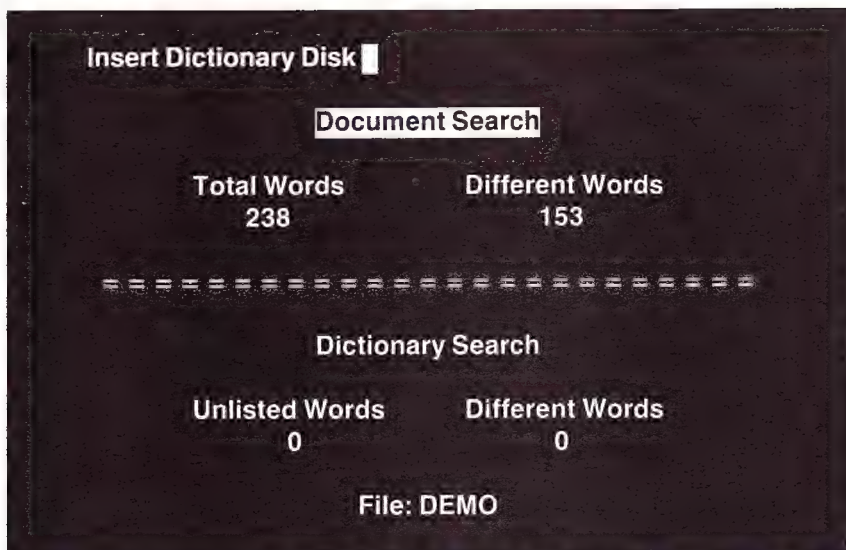 Insert Dictionary Disk
Document Search
Total Words Different Words
238 153
= = = = = = = = = = = = = = = = = = = = = = = = =
Dictionary Search
Unlisted Words Different Words
0 0
File: DEMO